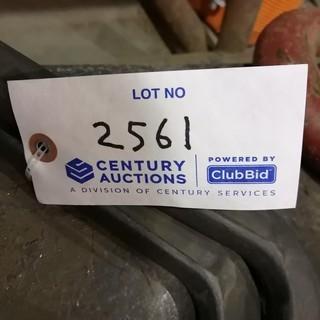 LOT NO
2561
CENTURY AUCTIONS
POWERED BY
ClubBid
A DIVISION OF CENTURY SERVICES